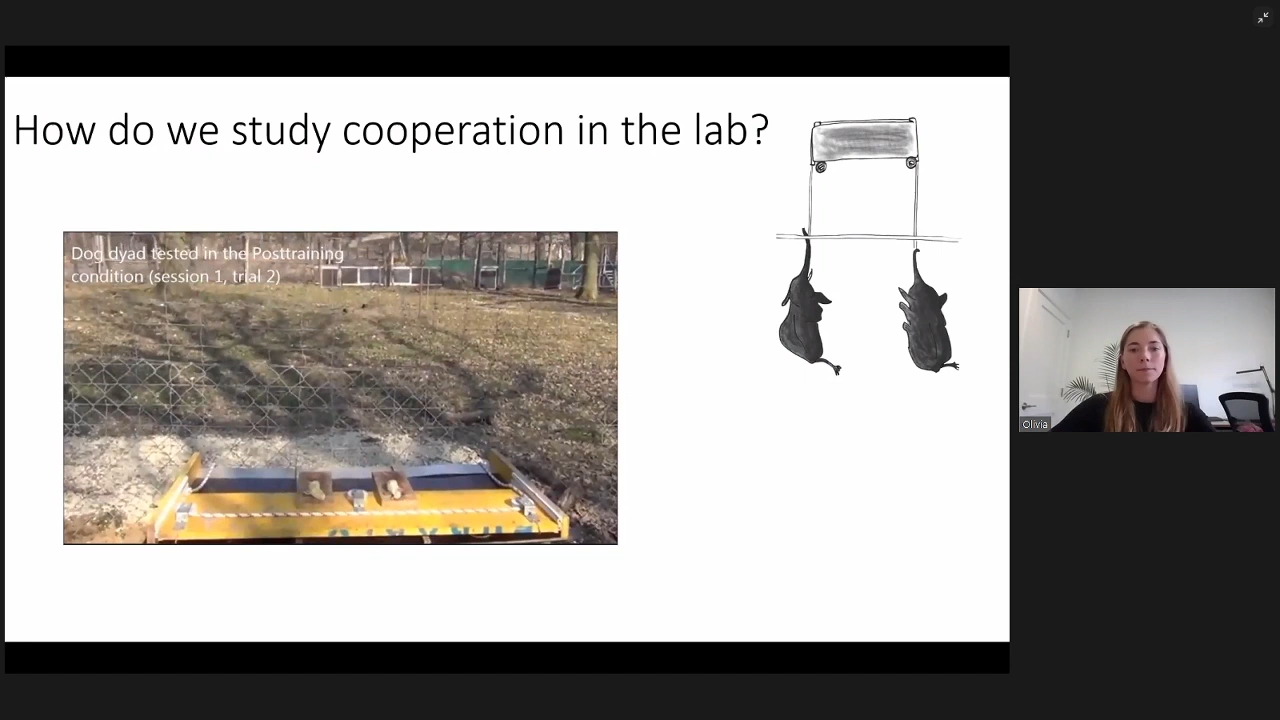 How do we study cooperation in the lab?
Dog dyad tested in the Posttraining
condition (session 1, trial 2)
Olivia